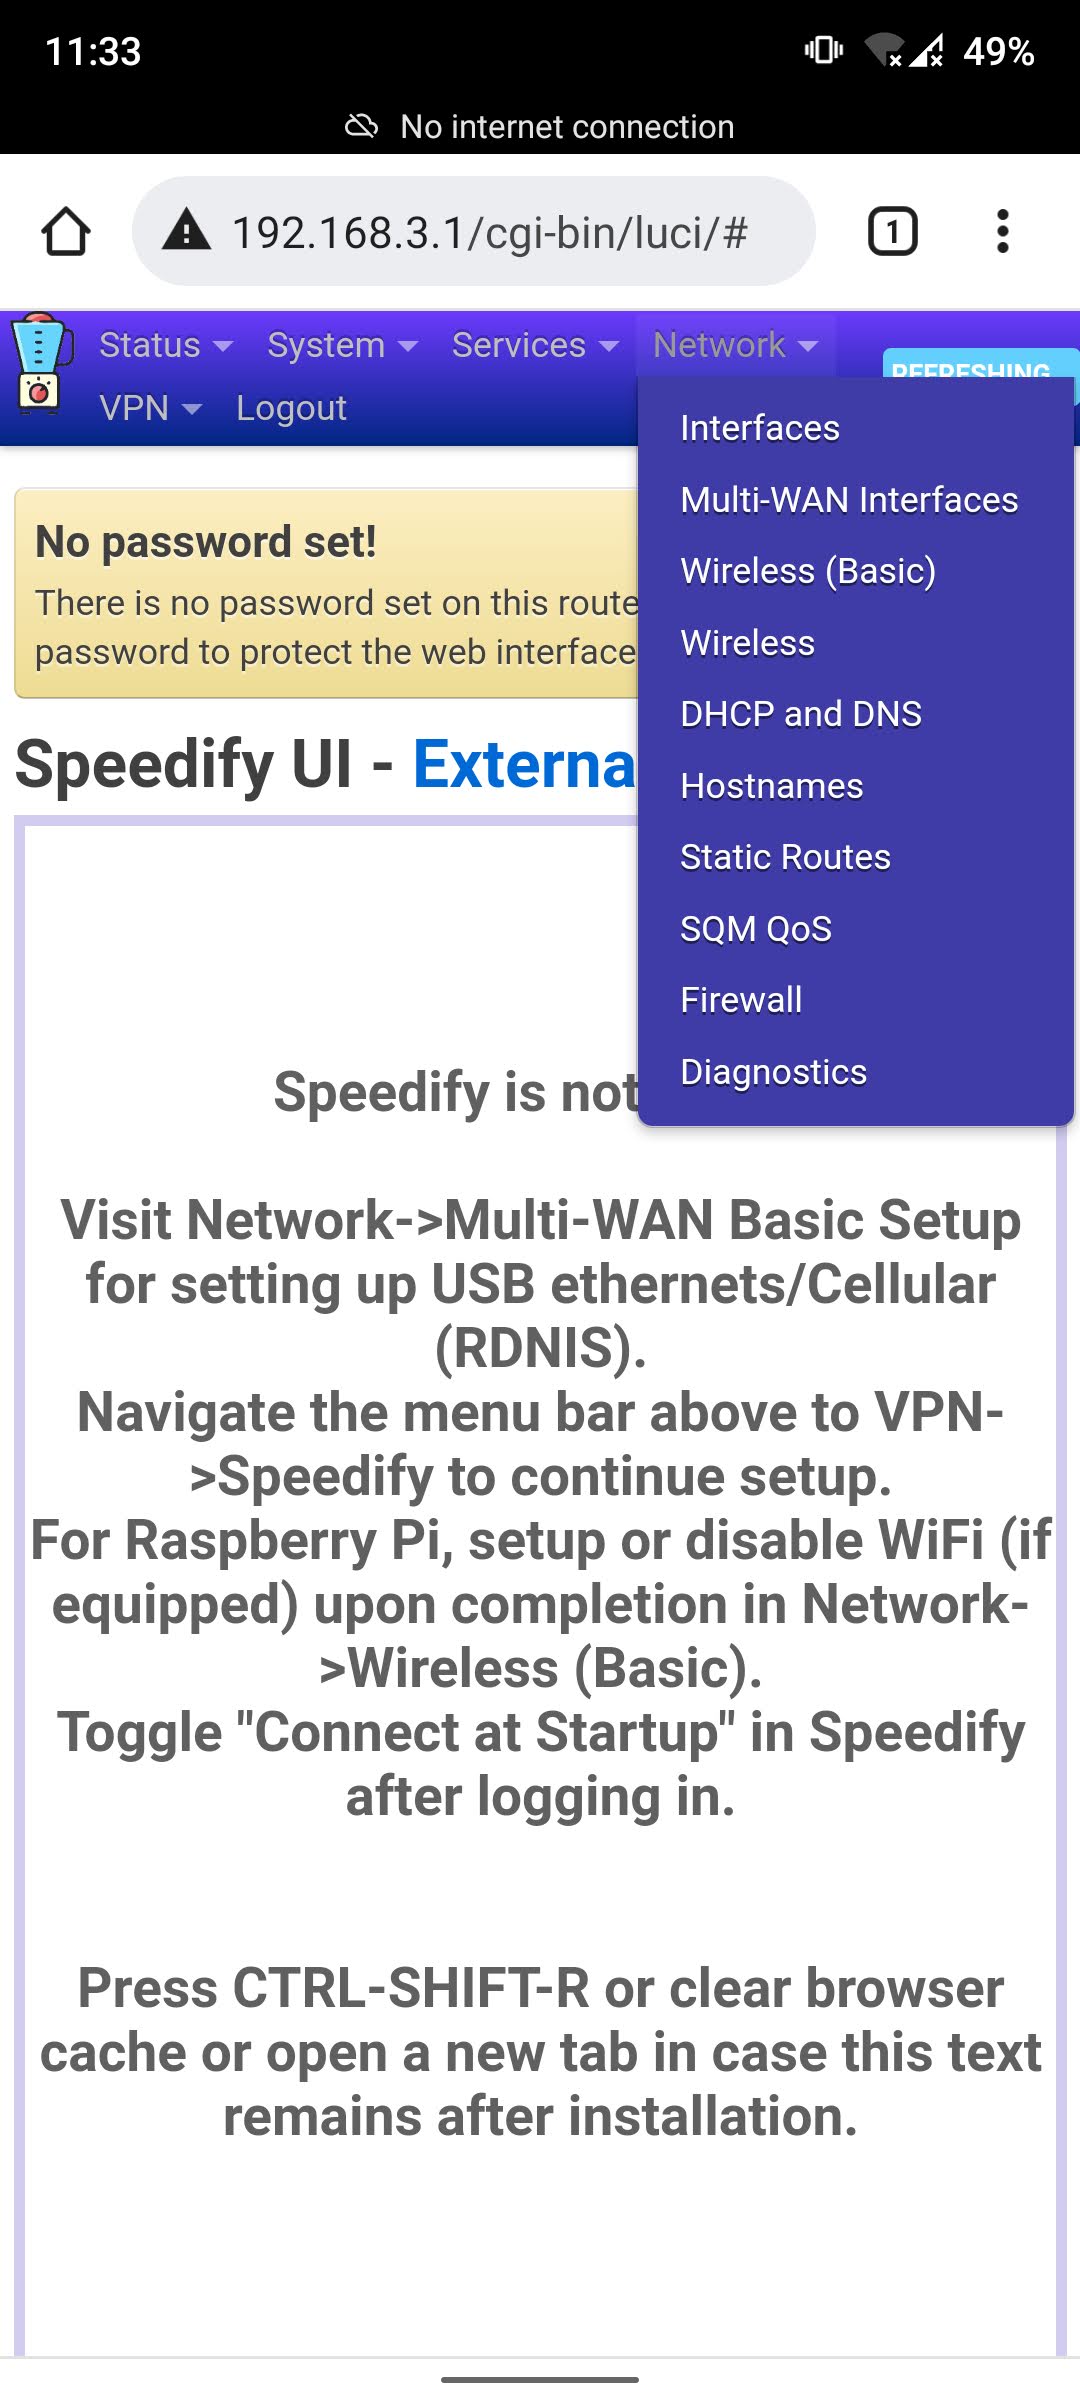 11:33
49%
No internet connection
192.168.3.1/cgi-bin/luci/#
1
Status
System
Services
Network
REFRESHING
VPN
Logout
Interfaces
Multi-WAN Interfaces
Wireless (Basic)
Wireless
DHCP and DNS
Hostnames
Static Routes
SQM QoS
Firewall
Diagnostics
No password set!
There is no password set on this route
password to protect the web interface
Speedify UI - Externa
Speedify is not
Visit Network->Multi-WAN Basic Setup
for setting up USB ethernets/Cellular
(RDNIS).
Navigate the menu bar above to VPN-
>Speedify to continue setup.
For Raspberry Pi, setup or disable WiFi (if
equipped) upon completion in Network-
>Wireless (Basic).
Toggle "Connect at Startup" in Speedify
after logging in.
Press CTRL-SHIFT-R or clear browser
cache or open a new tab in case this text
remains after installation.